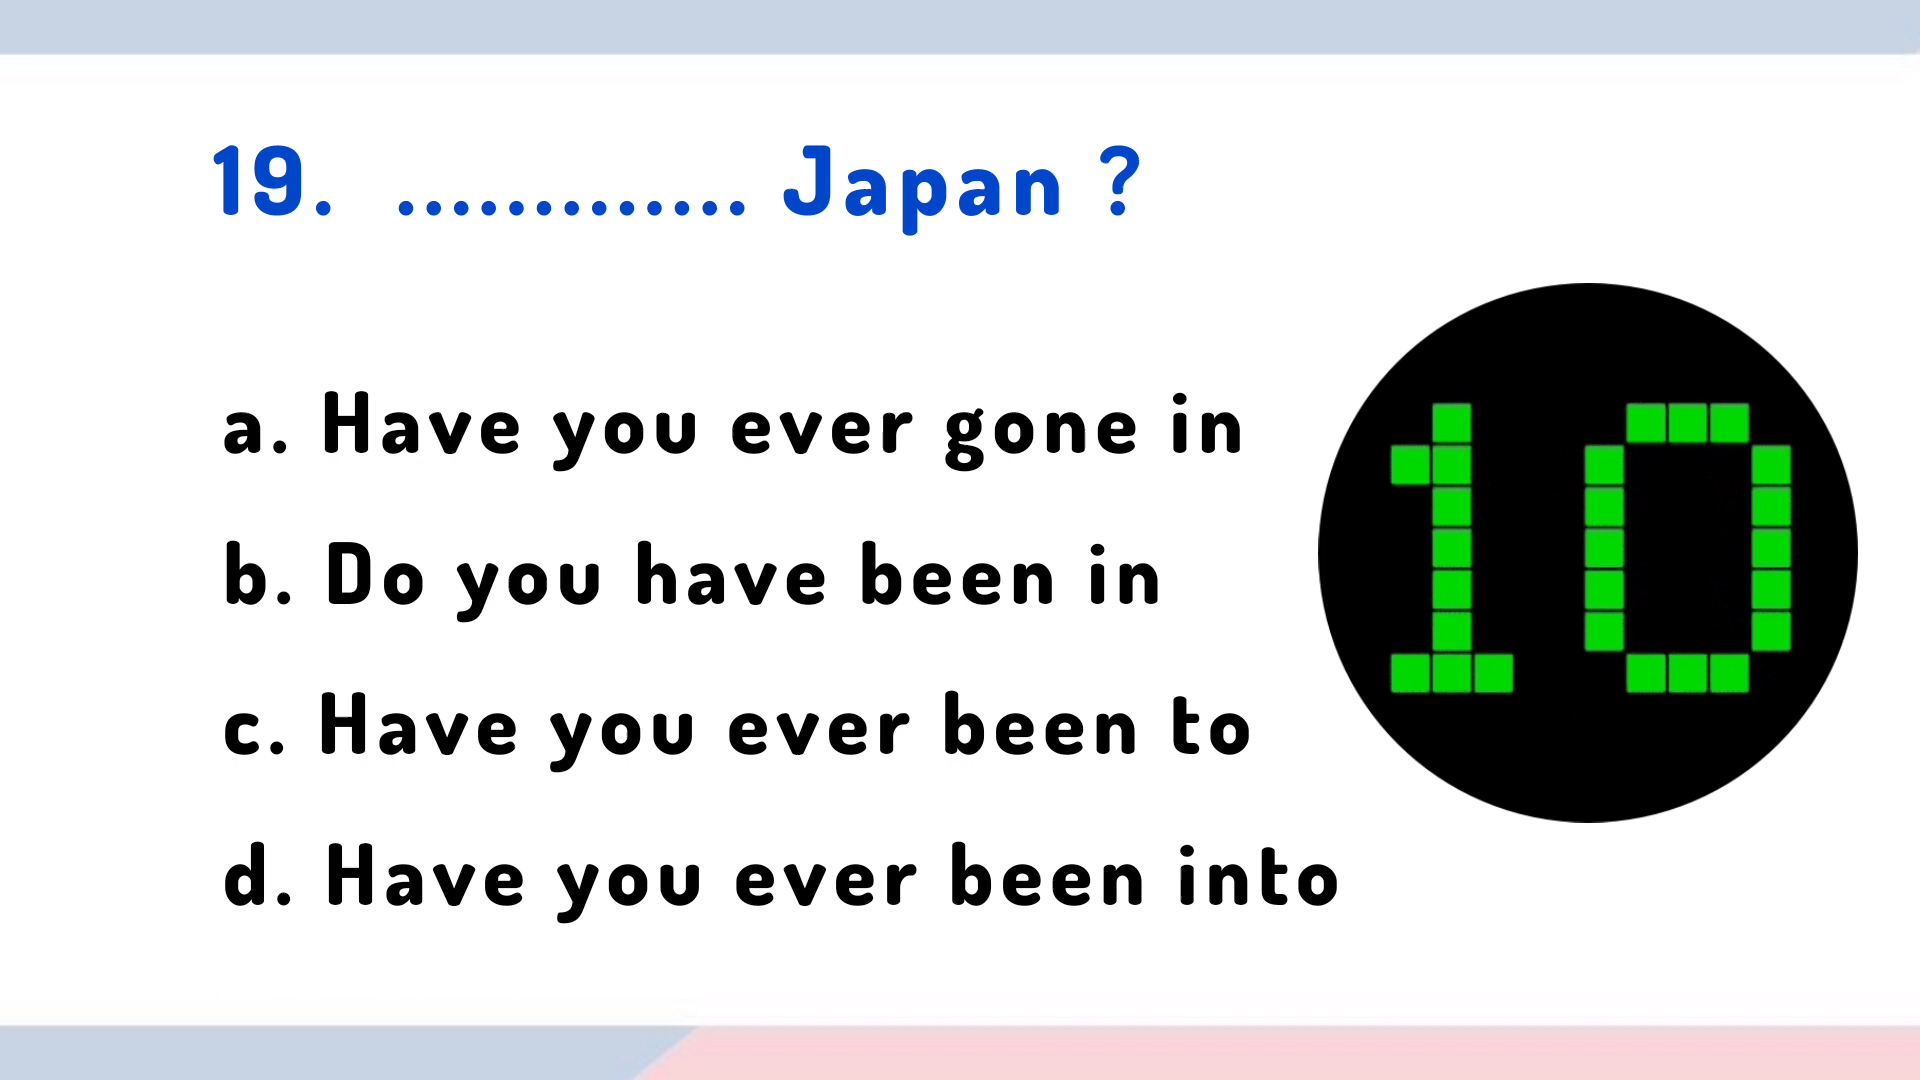 19. ............. Japan ?
a. Have you ever gone in
b. Do you have been in
c. Have you ever been to
d. Have you ever been into
10